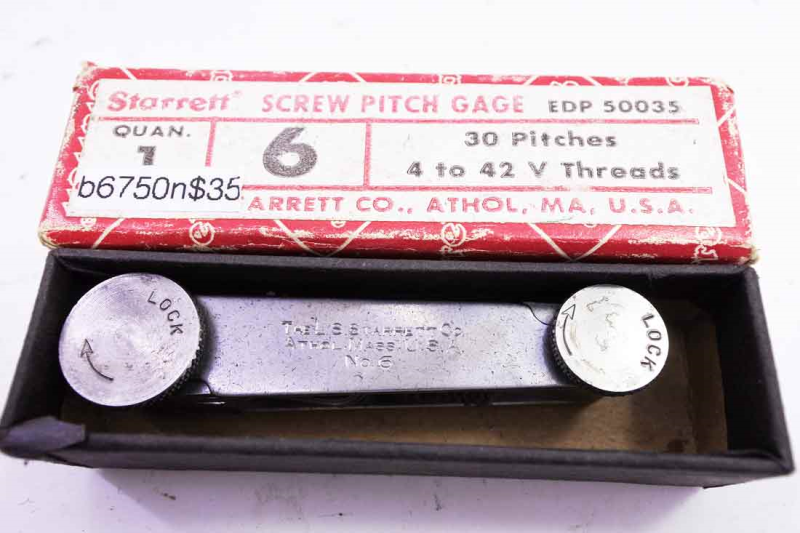 Starrett® SCREW PITCH GAGE EDP 50035
QUAN.
1
6
30 Pitches
4 to 42 V Threads
b6750n$35
ARRETT CO., ATHOL, MA, U.S.A.
LOCK
THE L.S. STARRETT CO
ATHOL, MASS. U.S.A.
NO. 6
LOCK